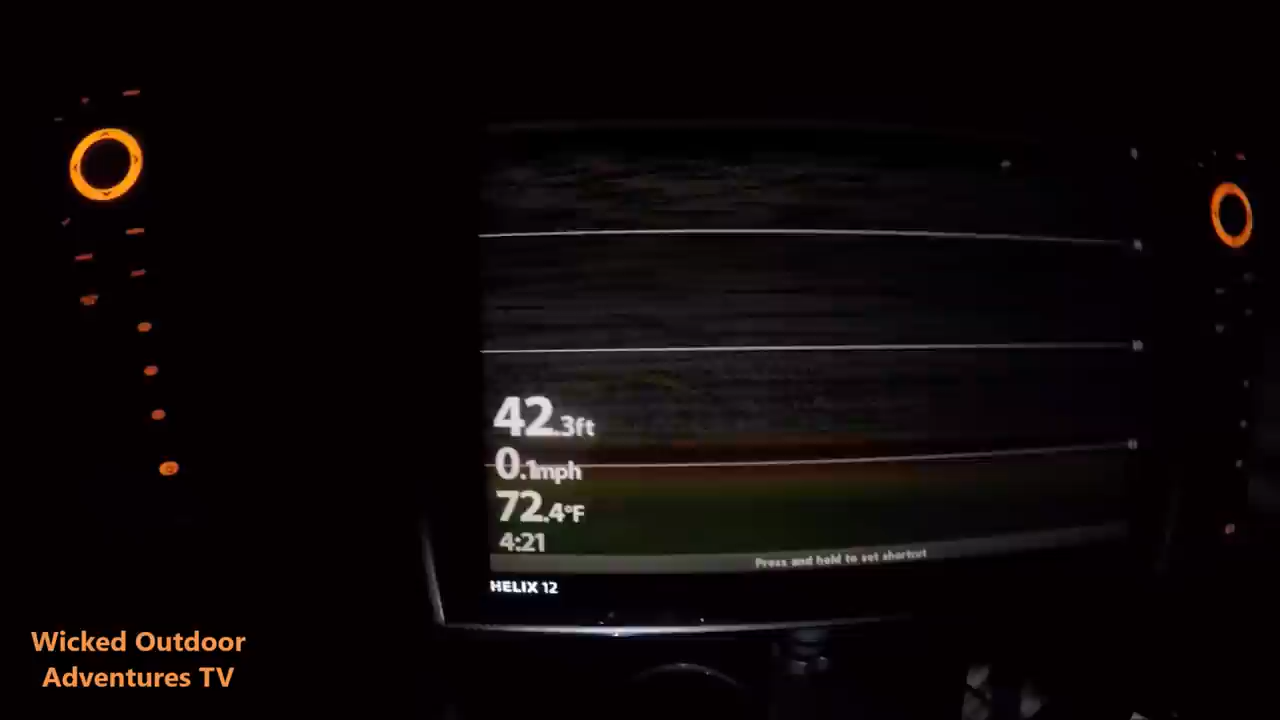 42.3ft
0.1mph
72.4°F
4:21
Press and hold to set shortcut
HELIX 12
Wicked Outdoor
Adventures TV